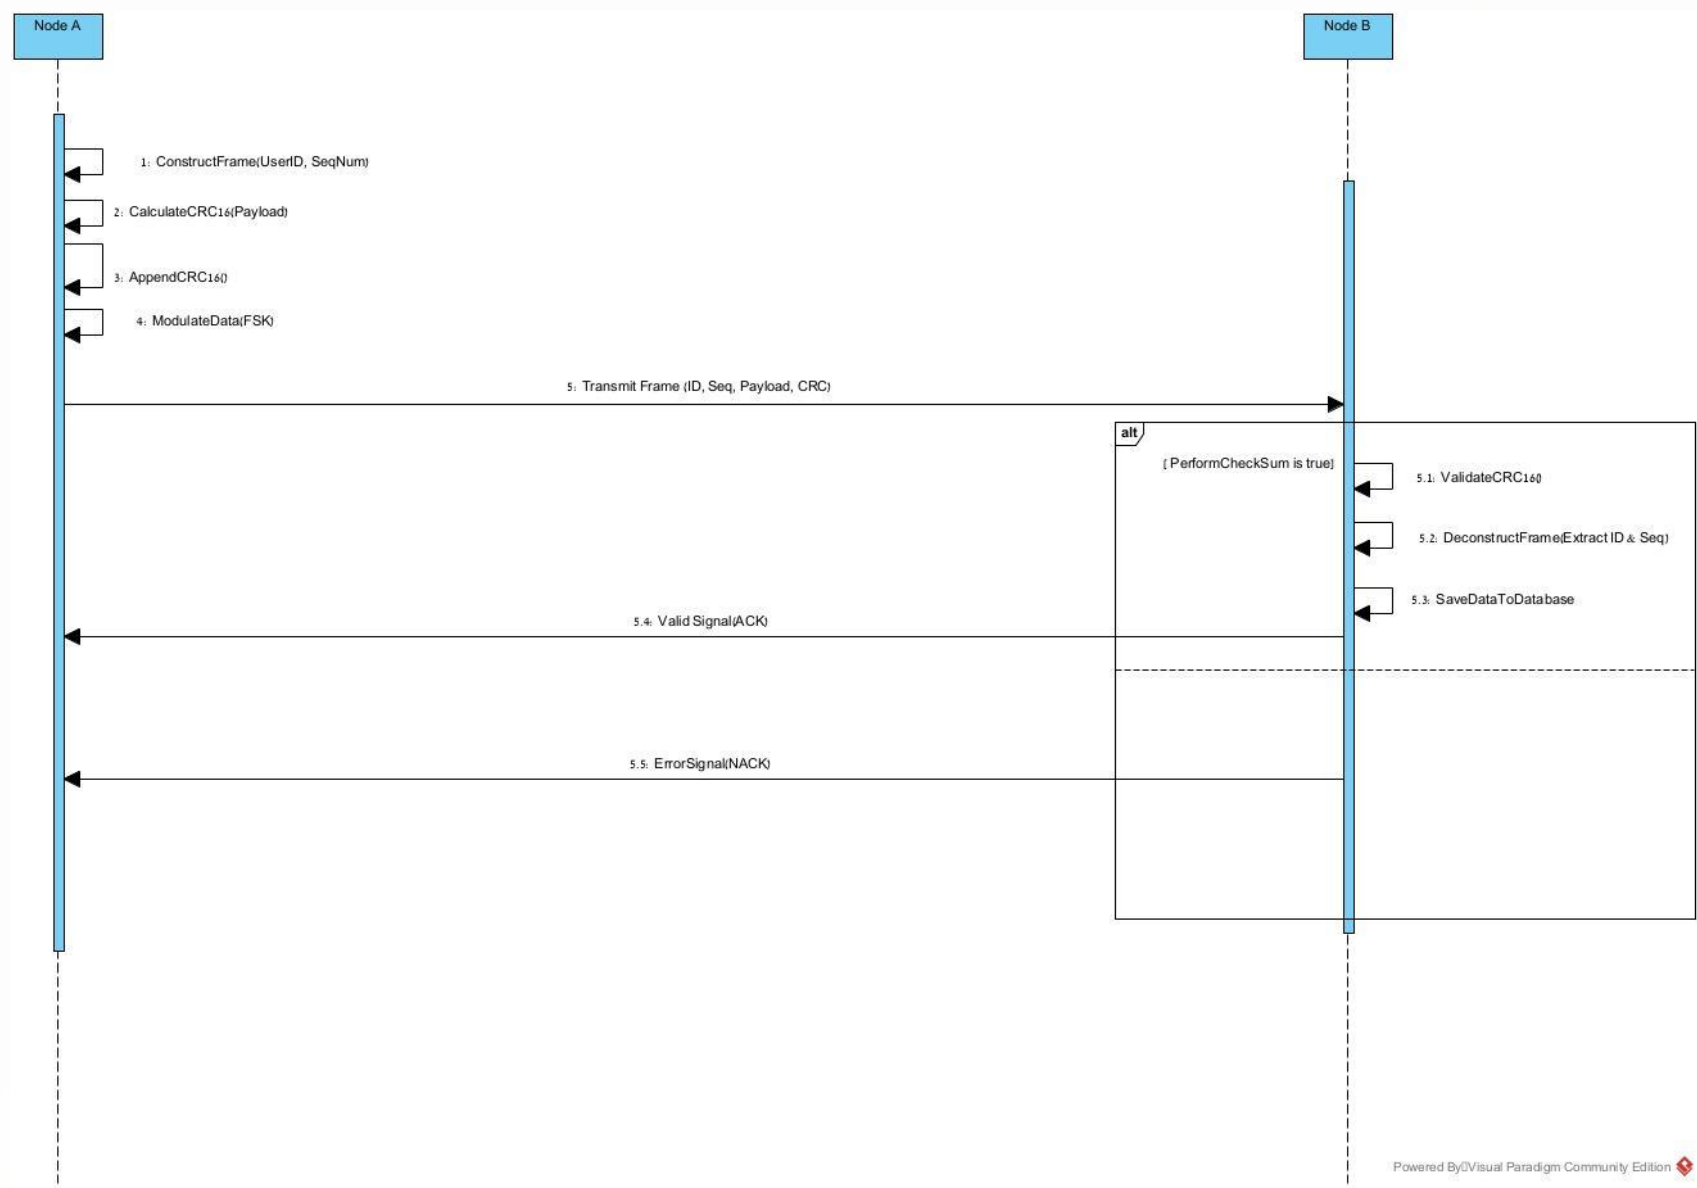 Node A
Node B
1: ConstructFrame(UserID, SeqNum)
2: CalculateCRC16(Payload)
3: AppendCRC16()
4: ModulateData(FSK)
5: Transmit Frame (ID, Seq, Payload, CRC)
alt
[ PerformCheckSum is true]
5.1: ValidateCRC16()
5.2: DeconstructFrame(Extract ID & Seq)
5.3: SaveDataToDatabase
5.4: Valid Signal(ACK)
5.5: ErrorSignal(NACK)
Powered By Visual Paradigm Community Edition